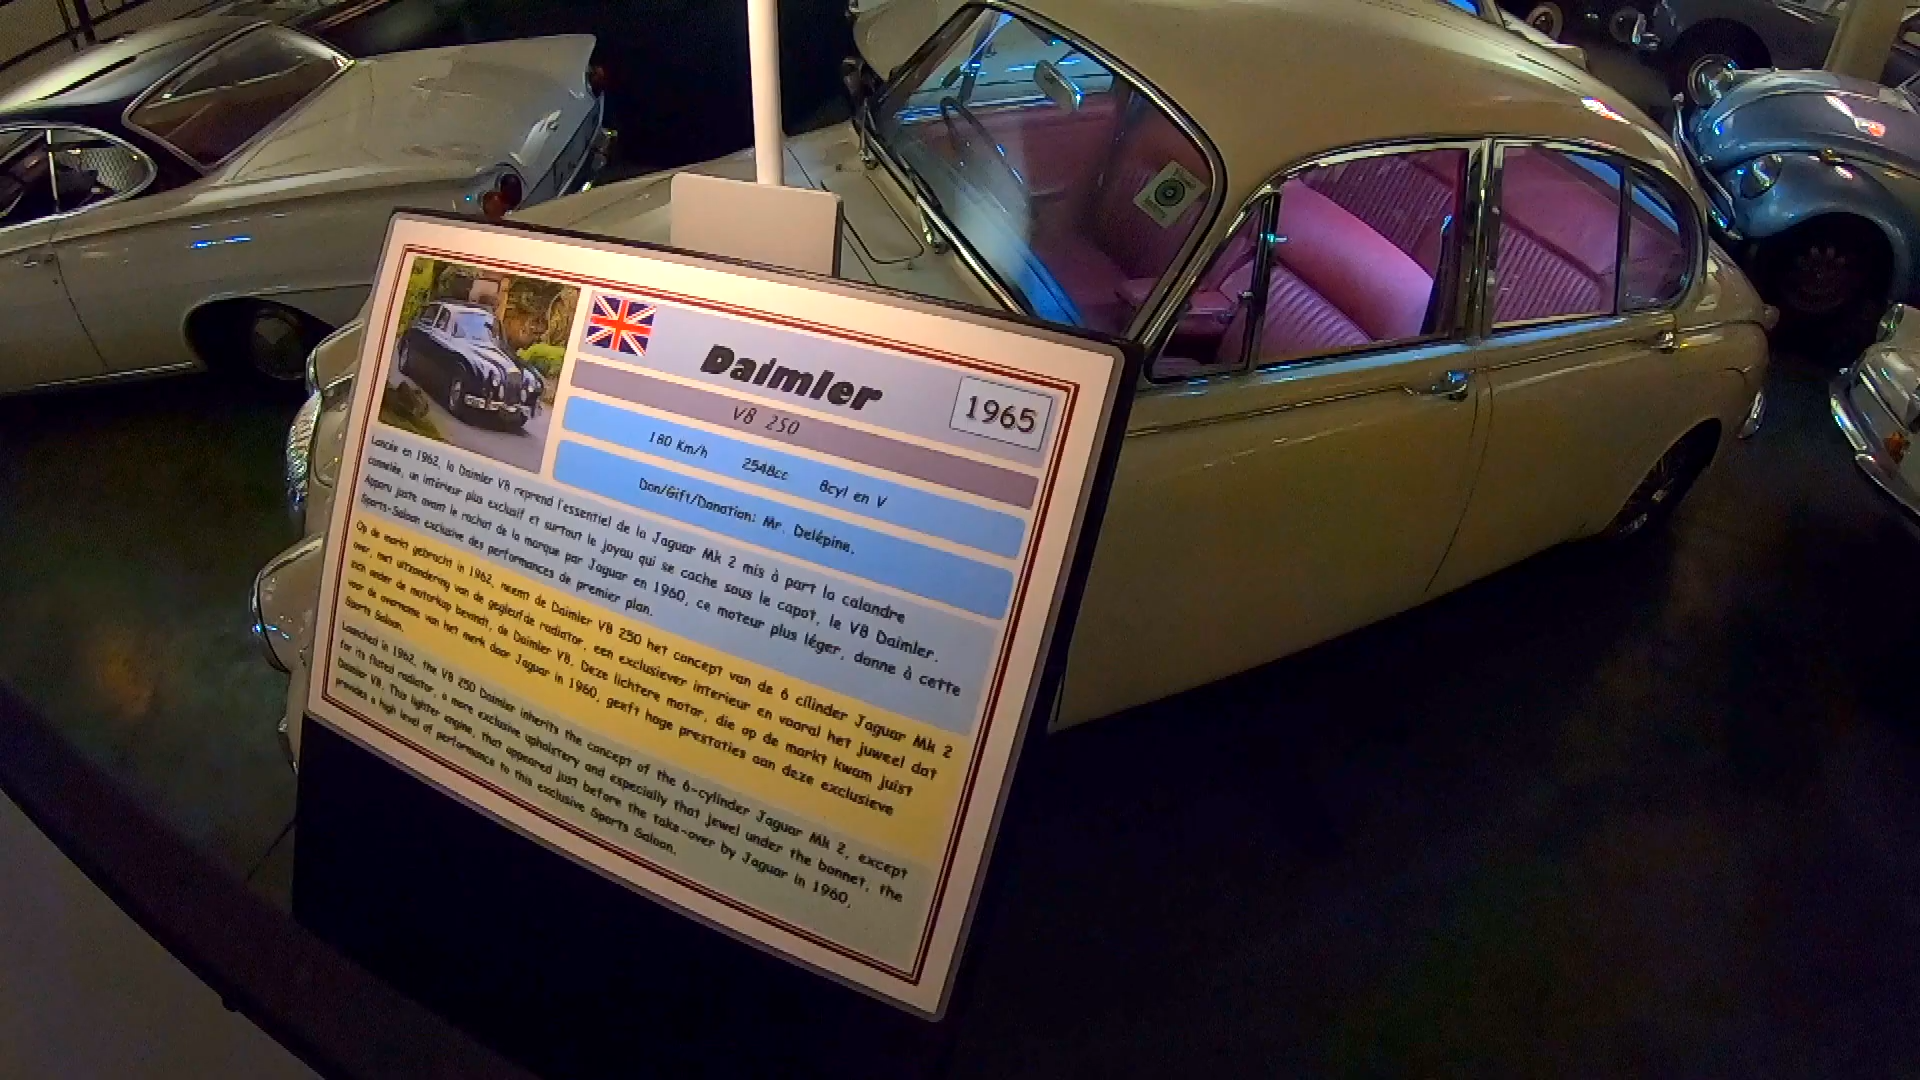 Daimler
1965
V8 250
180 Km/h 2548cc 8cyl en V
Don/Gift/Donation: Mr. Delépine.
Lancée en 1962, la Daimler V8 reprend l'essentiel de la Jaguar Mk 2 mis à part la calandre
cannelée, un intérieur plus exclusif et surtout le joyau qui se cache sous le capot, le V8 Daimler.
Apparu juste avant le rachat de la marque par Jaguar en 1960, ce moteur plus léger, donne à cette
Sports-Saloon exclusive des performances de premier plan.
Op de markt gebracht in 1962, neemt de Daimler V8 250 het concept van de 6 cilinder Jaguar Mk 2
over, met uitzondering van de gegleufde radiator, een exclusiever interieur en vooral het juweel dat
zich onder de motorkap bevindt, de Daimler V8. Deze lichtere motor, die op de markt kwam juist
voor de overname van het merk door Jaguar in 1960, geeft hoge prestaties aan deze exclusieve
Sports Saloon.
Launched in 1962, the V8 250 Daimler inherits the concept of the 6-cylinder Jaguar Mk 2, except
for its fluted radiator, a more exclusive upholstery and especially that jewel under the bonnet, the
Daimler V8. This lighter engine, that appeared just before the take-over by Jaguar in 1960,
provides a high level of performance to this exclusive Sports Saloon.